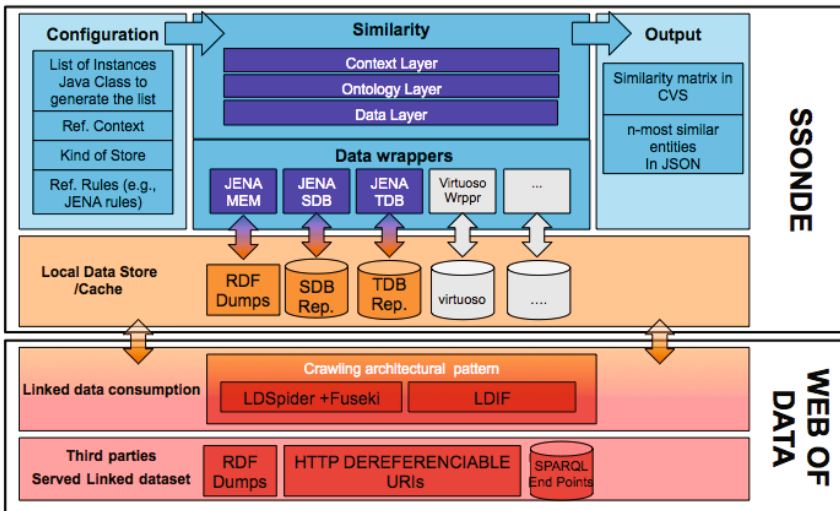 Configuration
List of Instances
Java Class to
generate the list
Ref. Context
Kind of Store
Ref. Rules (e.g.,
JENA rules)
Similarity
Context Layer
Ontology Layer
Data Layer
Data wrappers
JENA
MEM
JENA
SDB
JENA
TDB
Virtuoso
Wrppr
...
Output
Similarity matrix in
CVS
n-most similar
entities
In JSON
SSONDE
Local Data Store
/Cache
RDF
Dumps
SDB
Rep.
TDB
Rep.
virtuoso
....
Linked data consumption
Crawling architectural pattern
LDSpider +Fuseki
LDIF
WEB OF
DATA
Third parties
Served Linked dataset
RDF
Dumps
HTTP DEREFERENCIABLE
URIs
SPARQL
End Points